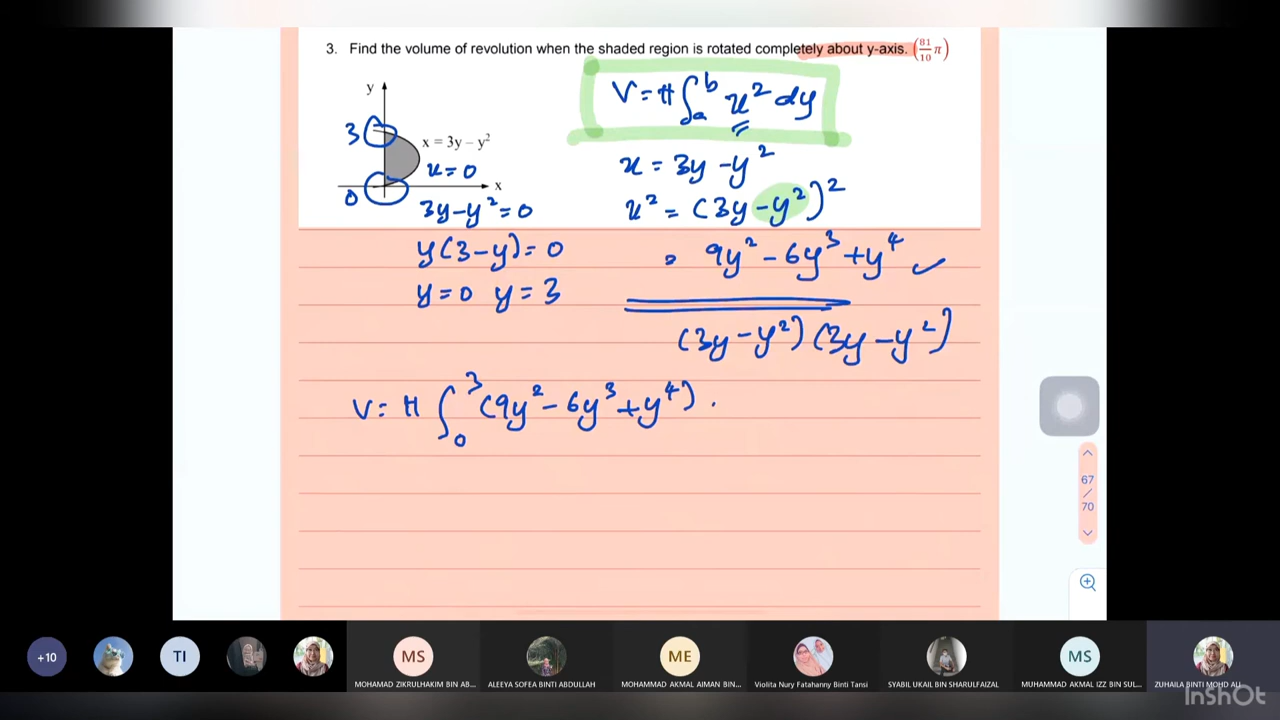 3. Find the volume of revolution when the shaded region is rotated completely about y-axis. (81/10 π)
y
3
x = 3y – y²
x
0
V = π ∫ₐᵇ x² dy
x = 3y - y²
x² = (3y - y²)²
= 9y² - 6y³ + y⁴ ✓
(3y - y²)(3y - y²)
x = 0
3y - y² = 0
y(3 - y) = 0
y = 0 y = 3
V = π ∫₀³ (9y² - 6y³ + y⁴) .
67
/
70
+10
TI
MS
ME
MS
MOHAMAD ZIKRULHAKIM BIN AB...
ALEEYA SOFEA BINTI ABDULLAH
MOHAMMAD AKMAL AIMAN BIN...
Violita Nury Fatahanny Binti Tansi
SYABIL UKAIL BIN SHARULFAIZAL
MUHAMMAD AKMAL IZZ BIN SUL...
ZUHAILA BINTI MOHD ALI
InShOt